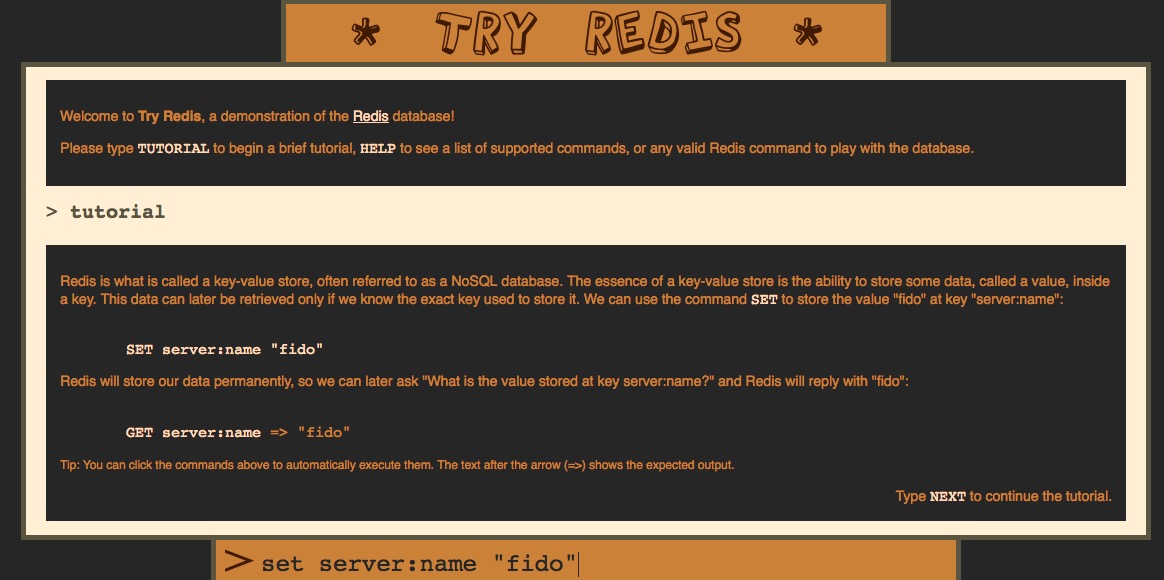 * TRY REDIS *
Welcome to Try Redis, a demonstration of the Redis database!
Please type TUTORIAL to begin a brief tutorial, HELP to see a list of supported commands, or any valid Redis command to play with the database.
> tutorial
Redis is what is called a key-value store, often referred to as a NoSQL database. The essence of a key-value store is the ability to store some data, called a value, inside
a key. This data can later be retrieved only if we know the exact key used to store it. We can use the command SET to store the value "fido" at key "server:name":
SET server:name "fido"
Redis will store our data permanently, so we can later ask "What is the value stored at key server:name?" and Redis will reply with "fido":
GET server:name => "fido"
Tip: You can click the commands above to automatically execute them. The text after the arrow (=>) shows the expected output.
Type NEXT to continue the tutorial.
> set server:name "fido"